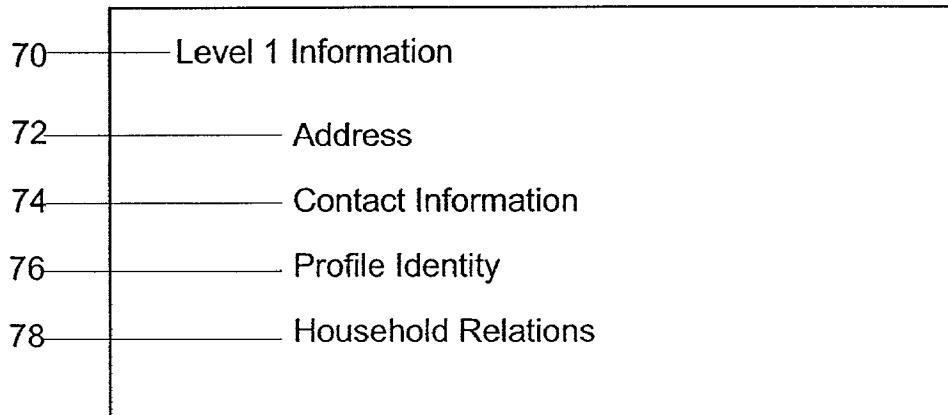 70 Level 1 Information
72 Address
74 Contact Information
76 Profile Identity
78 Household Relations